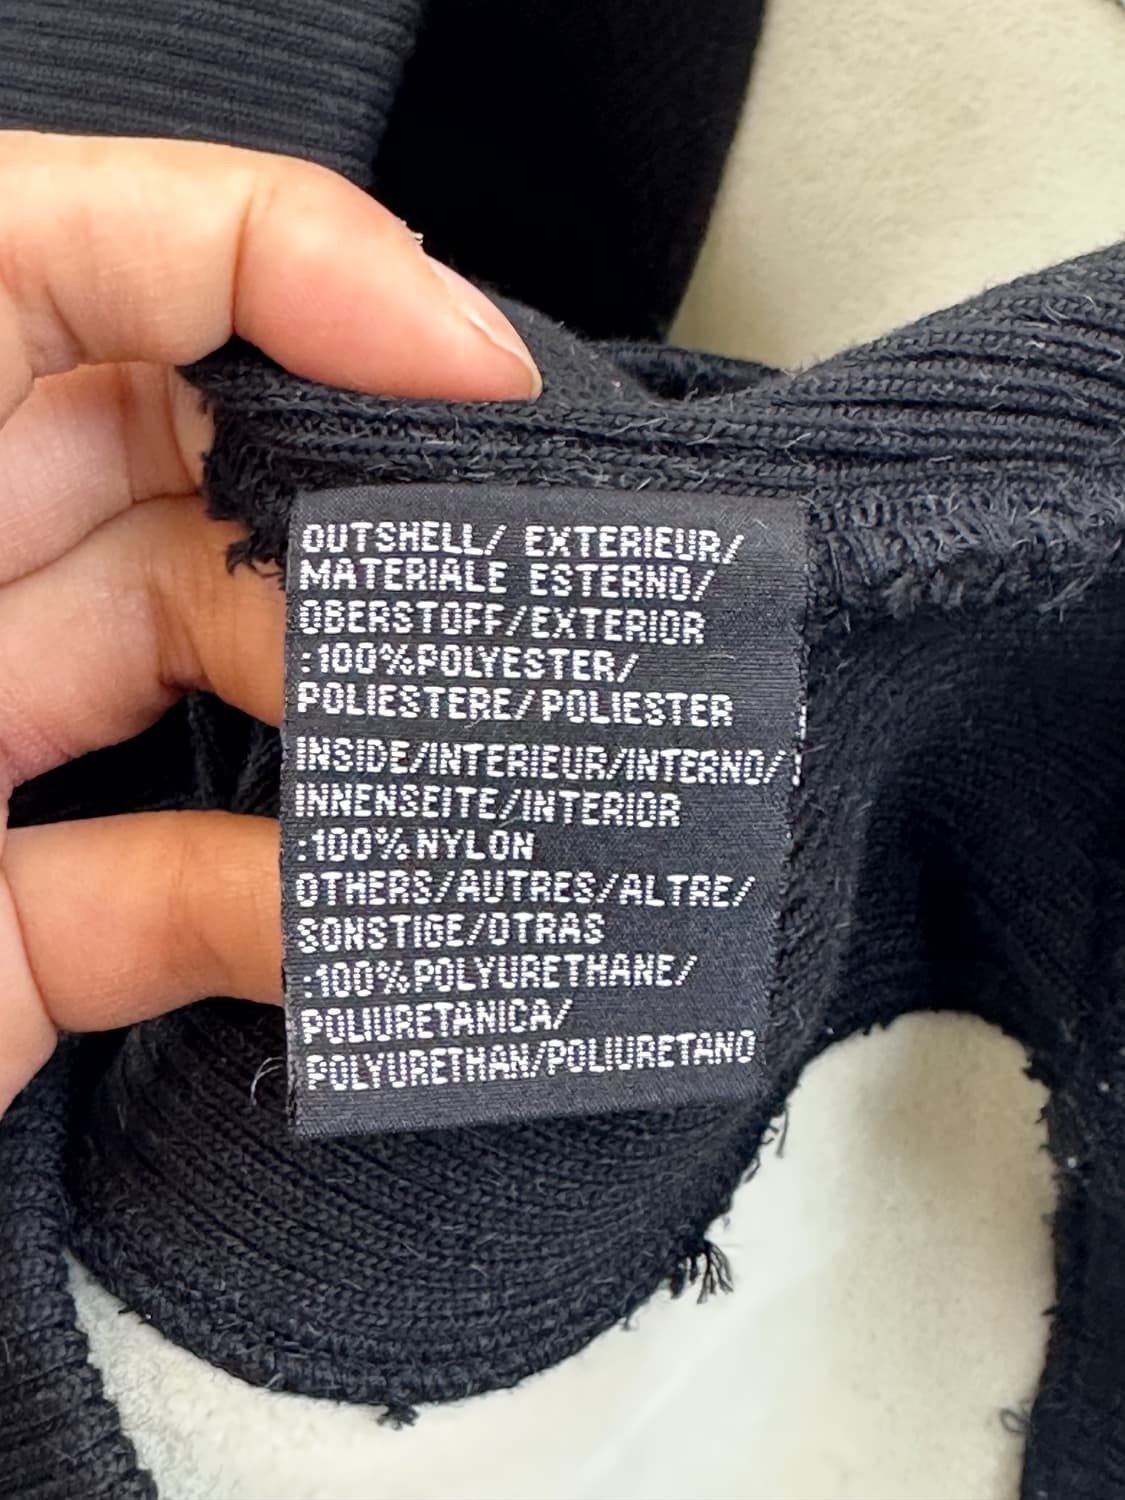 OUTSHELL/ EXTERIEUR/
MATERIALE ESTERNO/
OBERSTOFF/EXTERIOR
:100%POLYESTER/
POLIESTERE/POLIESTER
INSIDE/INTERIEUR/INTERNO/
INNENSEITE/INTERIOR
:100%NYLON
OTHERS/AUTRES/ALTRE/
SONSTIGE/OTRAS
:100%POLYURETHANE/
POLIURETANICA/
POLYURETHAN/POLIURETANO